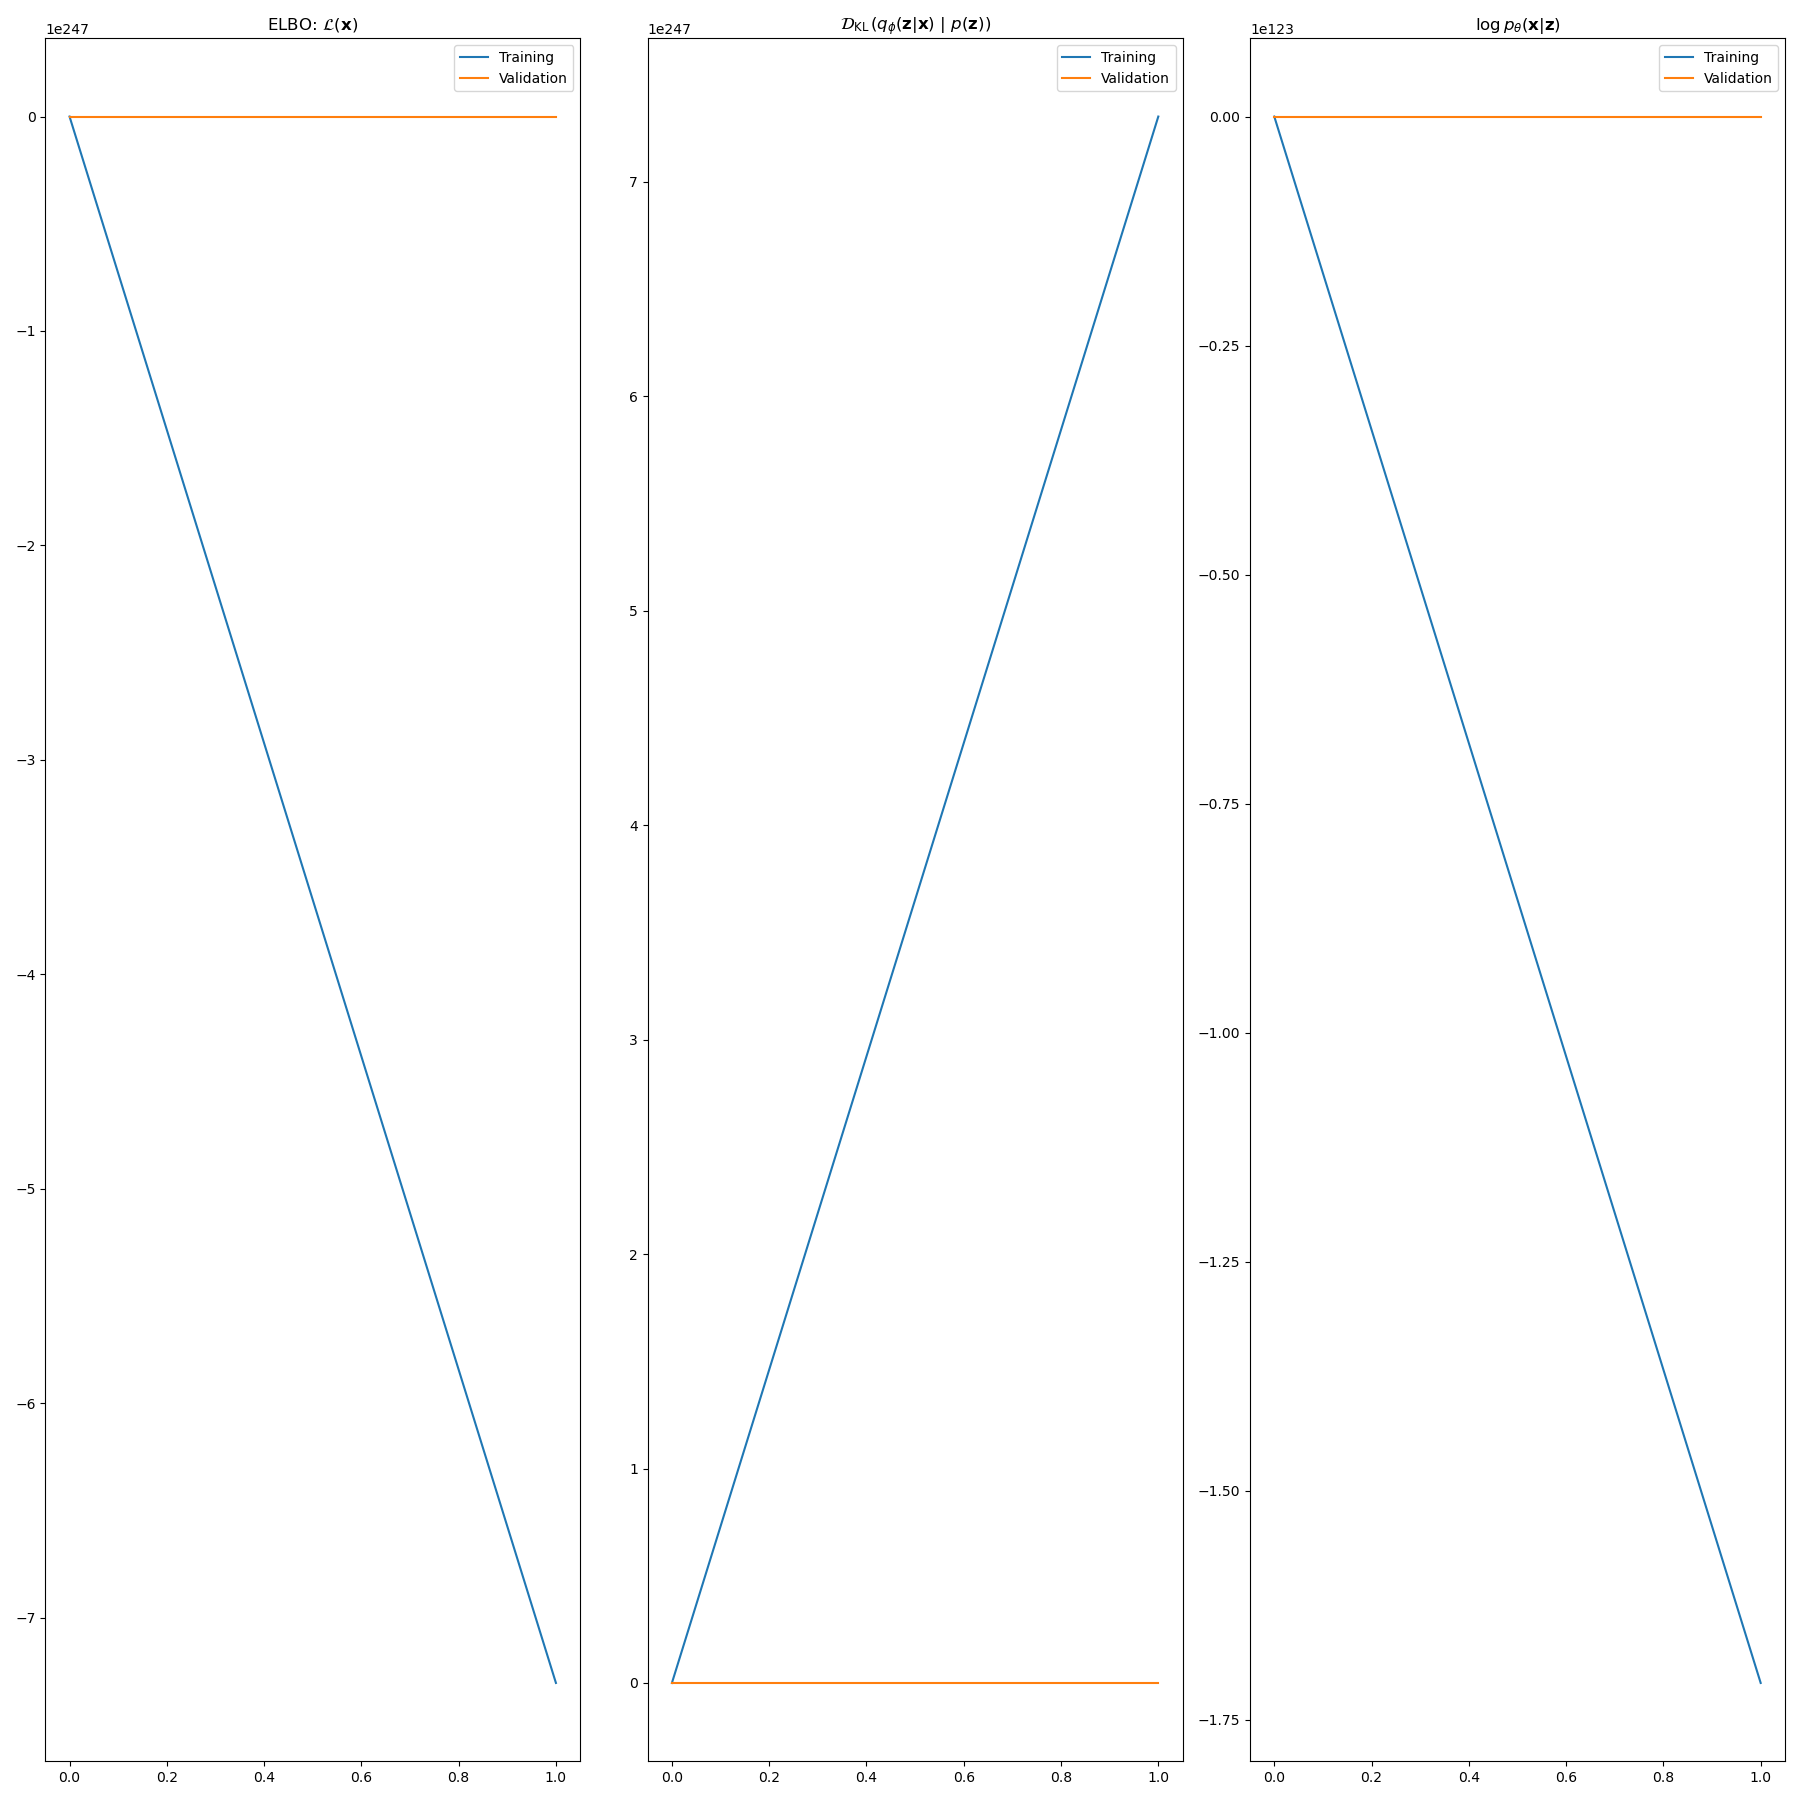 ELBO: ℒ(𝐱)
1e247
Training
Validation
0
−1
−2
−3
−4
−5
−6
−7
0.0 0.2 0.4 0.6 0.8 1.0
𝒟KL(qϕ(𝐳|𝐱) | p(𝐳))
1e247
Training
Validation
7
6
5
4
3
2
1
0
0.0 0.2 0.4 0.6 0.8 1.0
log pθ(𝐱|𝐳)
1e123
Training
Validation
0.00
−0.25
−0.50
−0.75
−1.00
−1.25
−1.50
−1.75
0.0 0.2 0.4 0.6 0.8 1.0